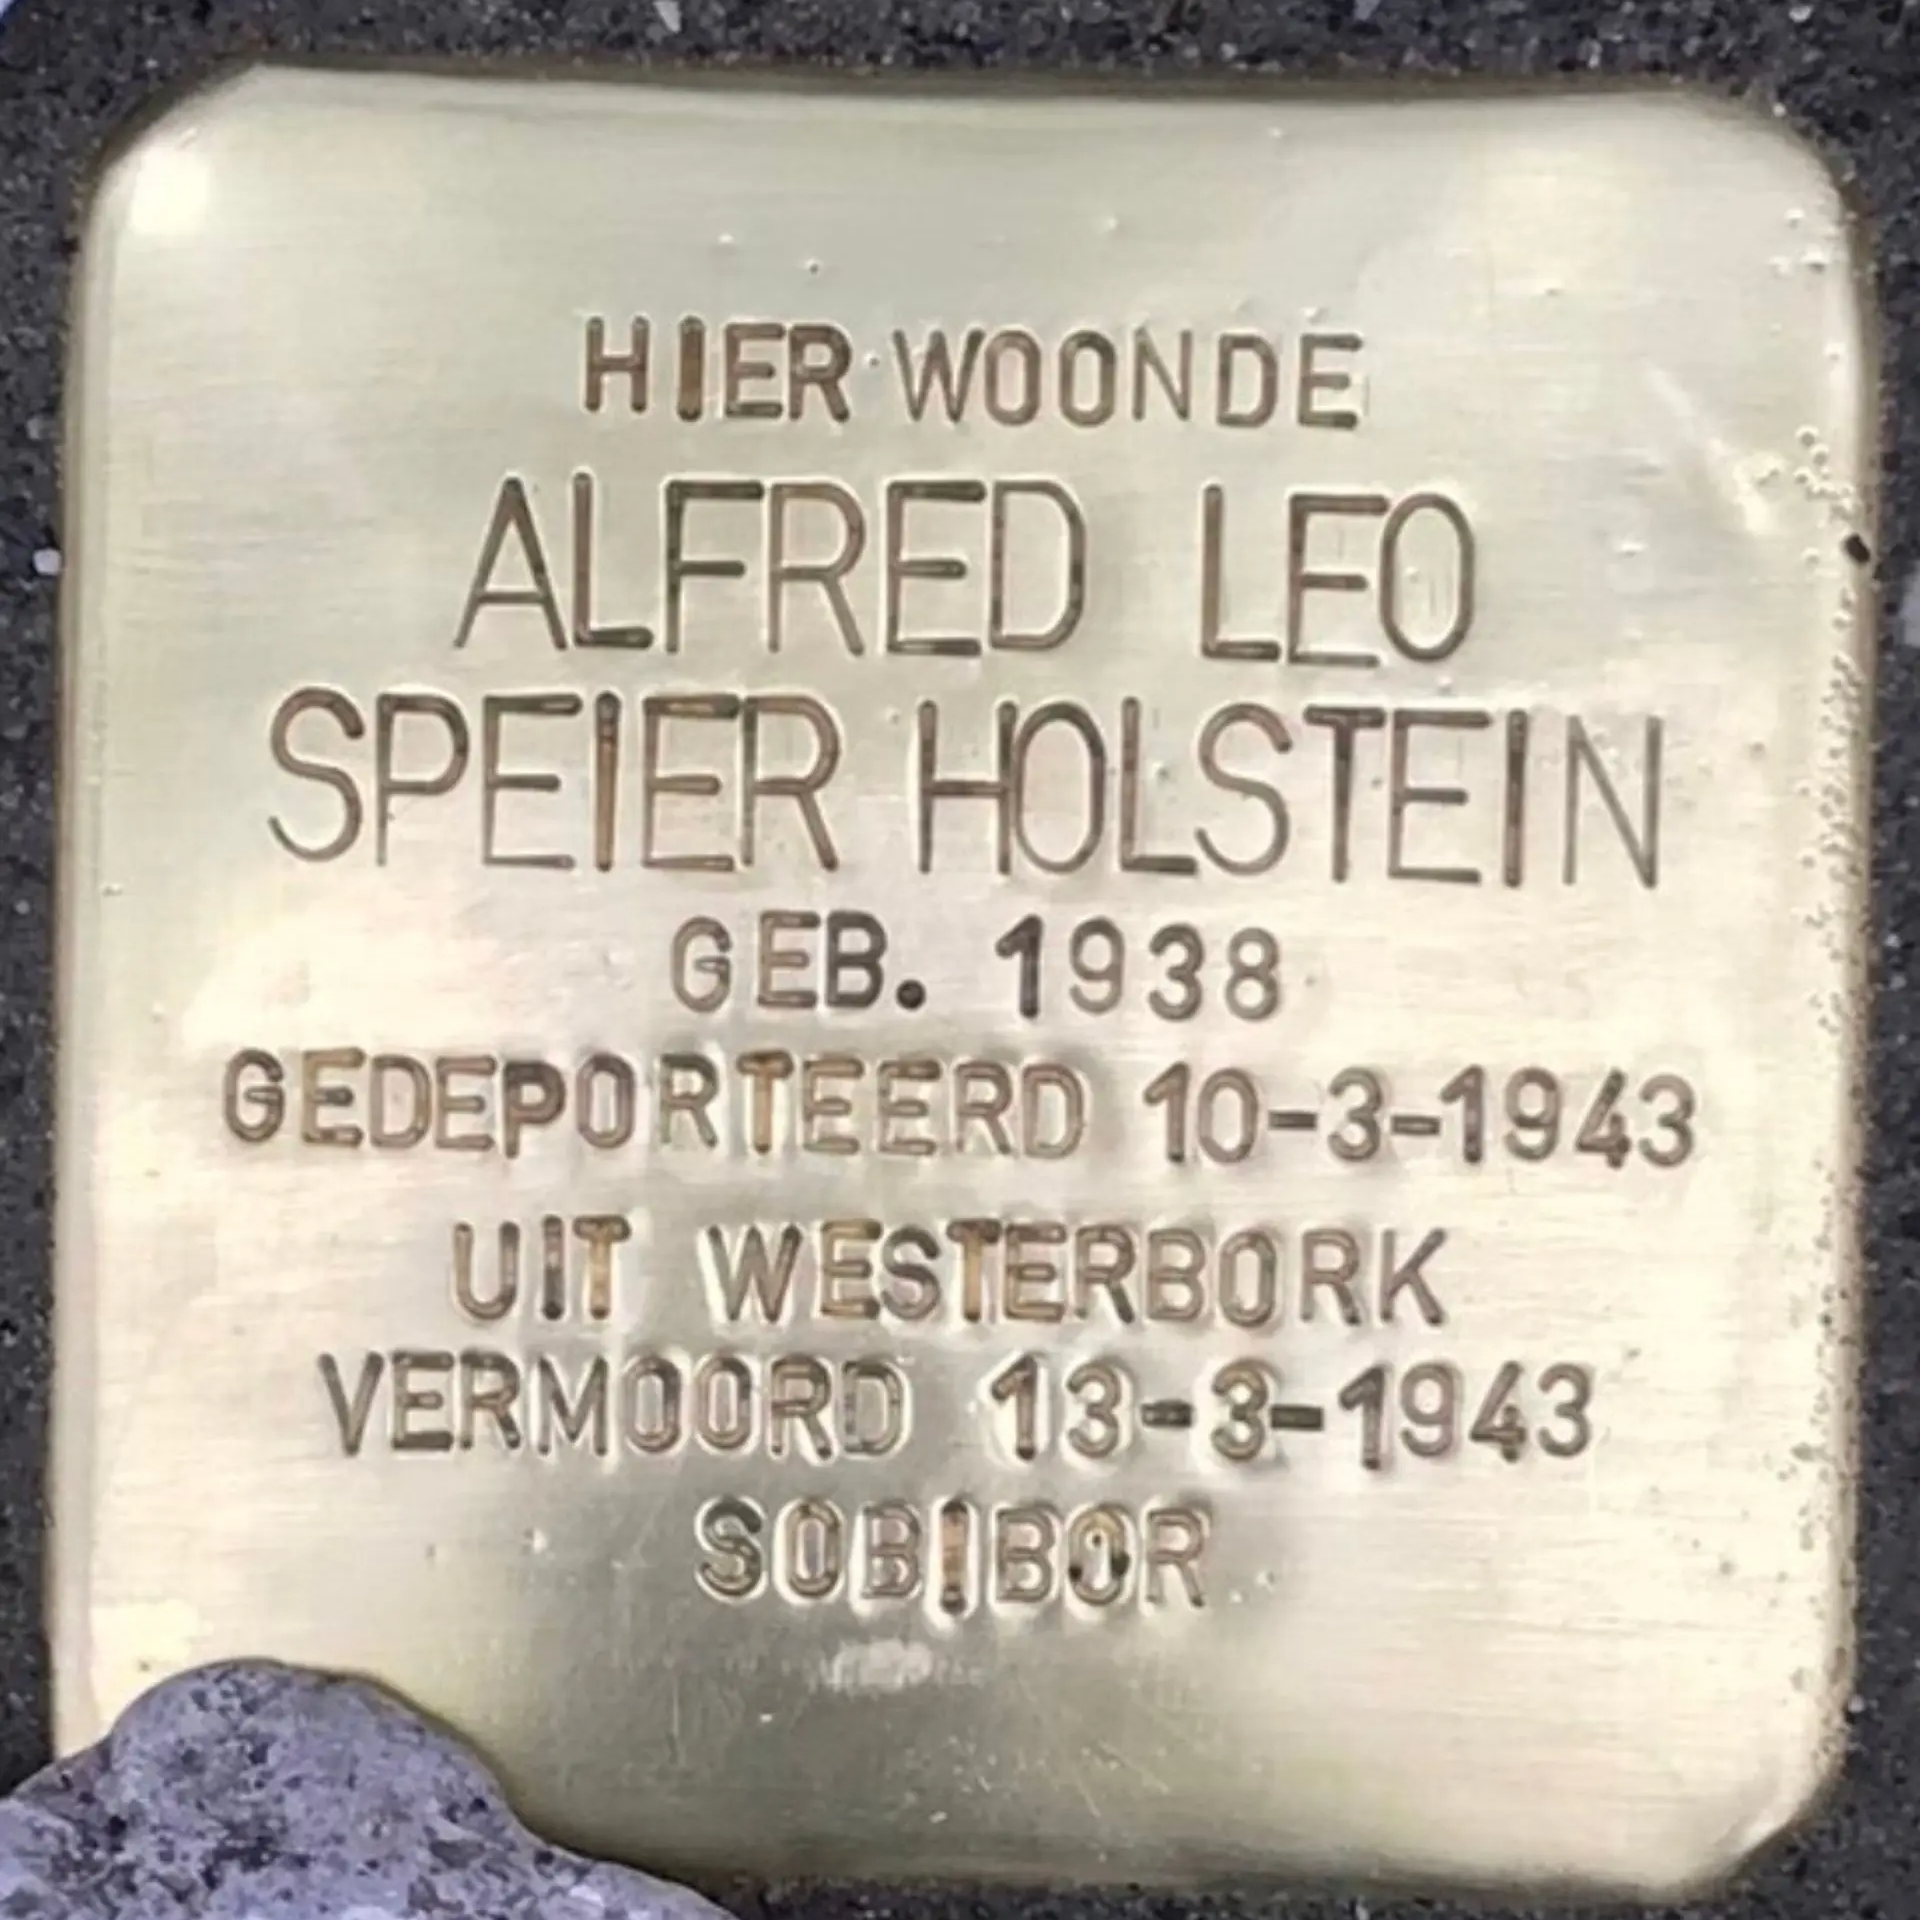 HIER WOONDE
ALFRED LEO
SPEIER HOLSTEIN
GEB. 1938
GEDEPORTEERD 10-3-1943
UIT WESTERBORK
VERMOORD 13-3-1943
SOBIBOR